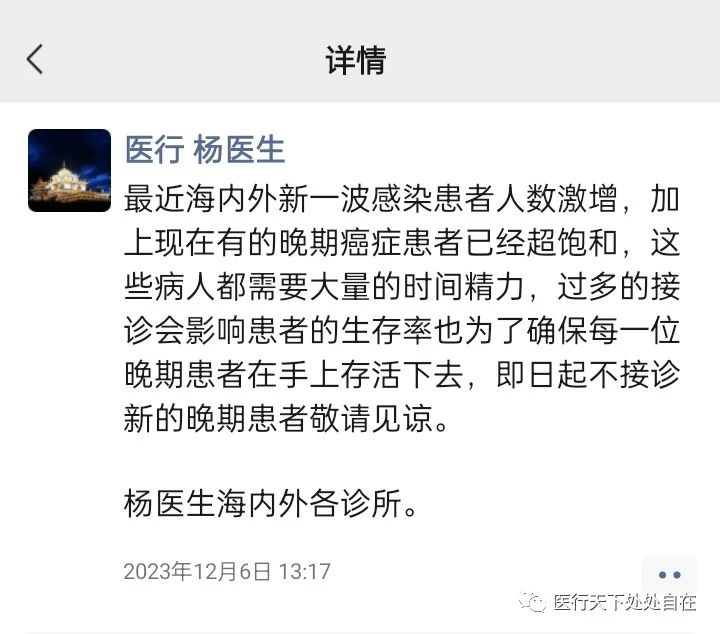 详情
医行 杨医生
最近海内外新一波感染患者人数激增，加
上现在有的晚期癌症患者已经超饱和，这
些病人都需要大量的时间精力，过多的接
诊会影响患者的生存率也为了确保每一位
晚期患者在手上存活下去，即日起不接诊
新的晚期患者敬请见谅。
杨医生海内外各诊所。
2023年12月6日 13:17
医行天下处处自在